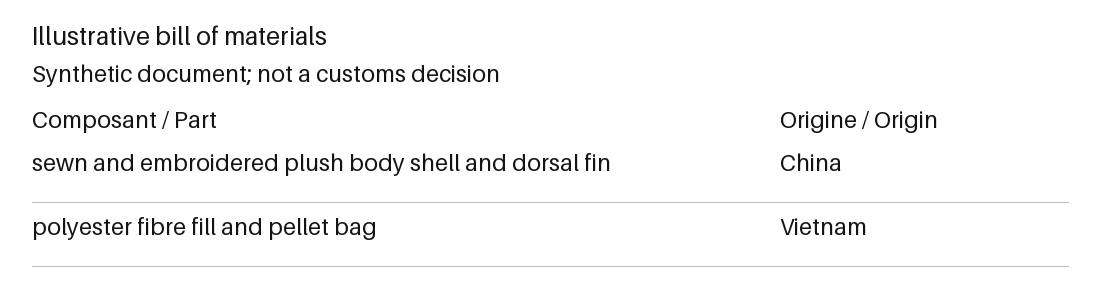 Illustrative bill of materials
Synthetic document; not a customs decision
Composant / Part Origine / Origin
sewn and embroidered plush body shell and dorsal fin China
polyester fibre fill and pellet bag Vietnam